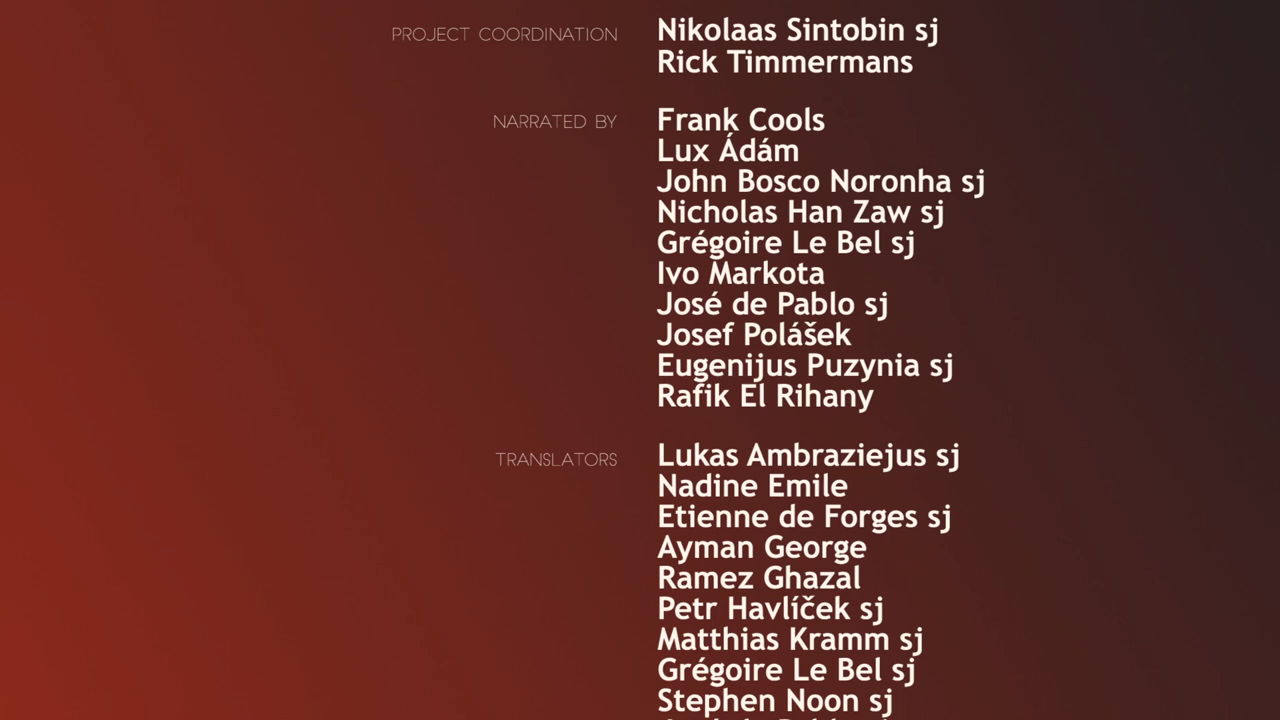 PROJECT COORDINATION Nikolaas Sintobin sj
Rick Timmermans
NARRATED BY Frank Cools
Lux Ádám
John Bosco Noronha sj
Nicholas Han Zaw sj
Grégoire Le Bel sj
Ivo Markota
José de Pablo sj
Josef Polášek
Eugenijus Puzynia sj
Rafik El Rihany
TRANSLATORS Lukas Ambraziejus sj
Nadine Emile
Etienne de Forges sj
Ayman George
Ramez Ghazal
Petr Havlíček sj
Matthias Kramm sj
Grégoire Le Bel sj
Stephen Noon sj